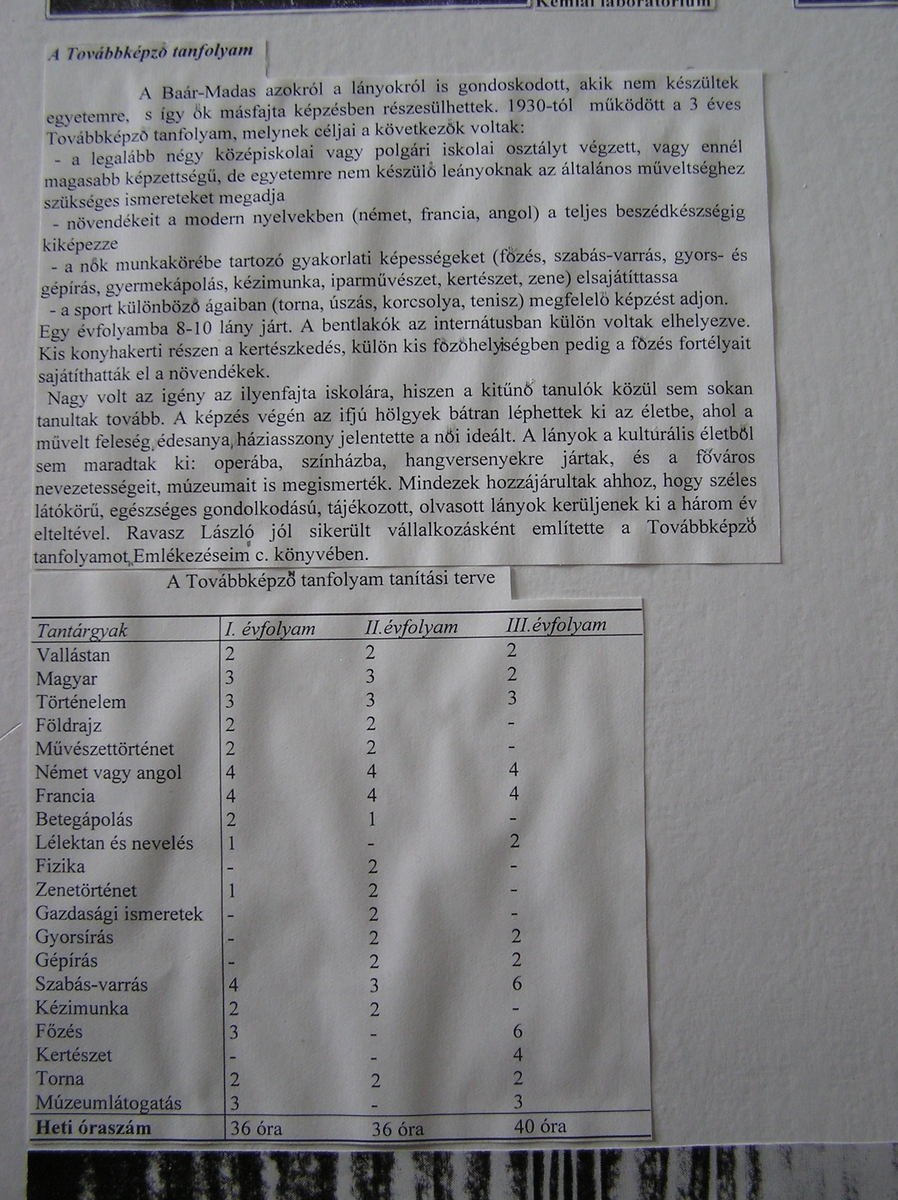 Kémiai laboratórium
A Továbbképző tanfolyam
A Baár-Madas azokról a lányokról is gondoskodott, akik nem készültek
egyetemre, s így ők másfajta képzésben részesülhettek. 1930-tól működött a 3 éves
Továbbképző tanfolyam, melynek céljai a következők voltak:
- a legalább négy középiskolai vagy polgári iskolai osztályt végzett, vagy ennél
magasabb képzettségű, de egyetemre nem készülő leányoknak az általános műveltséghez
szükséges ismereteket megadja
- növendékeit a modern nyelvekben (német, francia, angol) a teljes beszédkészségig
kiképezze
- a nők munkakörébe tartozó gyakorlati képességeket (főzés, szabás-varrás, gyors- és
gépírás, gyermekápolás, kézimunka, iparművészet, kertészet, zene) elsajátíttassa
- a sport különböző ágaiban (torna, úszás, korcsolya, tenisz) megfelelő képzést adjon.
Egy évfolyamba 8-10 lány járt. A bentlakók az internátusban külön voltak elhelyezve.
Kis konyhakerti részen a kertészkedés, külön kis főzőhelyiségben pedig a főzés fortélyait
sajátíthatták el a növendékek.
Nagy volt az igény az ilyenfajta iskolára, hiszen a kitűnő tanulók közül sem sokan
tanultak tovább. A képzés végén az ifjú hölgyek bátran léphettek ki az életbe, ahol a
művelt feleség, édesanya, háziasszony jelentette a női ideált. A lányok a kulturális életből
sem maradtak ki: operába, színházba, hangversenyekre jártak, és a főváros
nevezetességeit, múzeumait is megismerték. Mindezek hozzájárultak ahhoz, hogy széles
látókörű, egészséges gondolkodású, tájékozott, olvasott lányok kerüljenek ki a három év
elteltével. Ravasz László jól sikerült vállalkozásként említette a Továbbképző
tanfolyamot „Emlékezéseim” c. könyvében.
A Továbbképző tanfolyam tanítási terve
Tantárgyak I. évfolyam II.évfolyam III.évfolyam
Vallástan 2 2 2
Magyar 3 3 2
Történelem 3 3 3
Földrajz 2 2 -
Művészettörténet 2 2 -
Német vagy angol 4 4 4
Francia 4 4 4
Betegápolás 2 1 -
Lélektan és nevelés 1 - 2
Fizika - 2 -
Zenetörténet 1 2 -
Gazdasági ismeretek - 2 -
Gyorsírás - 2 2
Gépírás - 2 2
Szabás-varrás 4 3 6
Kézimunka 2 2 -
Főzés 3 - 6
Kertészet - - 4
Torna 2 2 2
Múzeumlátogatás 3 - 3
Heti óraszám 36 óra 36 óra 40 óra